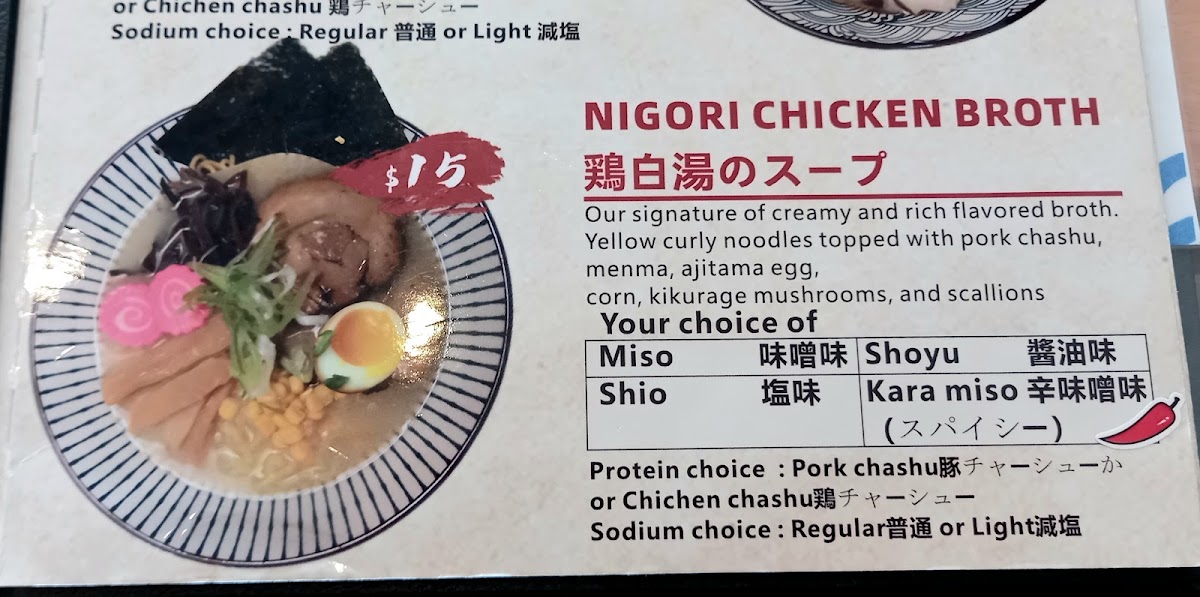 or Chichen chashu 鶏チャーシュー
Sodium choice : Regular 普通 or Light 減塩
$15
NIGORI CHICKEN BROTH
鶏白湯のスープ
Our signature of creamy and rich flavored broth.
Yellow curly noodles topped with pork chashu,
menma, ajitama egg,
corn, kikurage mushrooms, and scallions
Your choice of
Miso 味噌味 Shoyu 醬油味
Shio 塩味 Kara miso 辛味噌味
(スパイシー)
Protein choice : Pork chashu豚チャーシューか
or Chichen chashu鶏チャーシュー
Sodium choice : Regular普通 or Light減塩